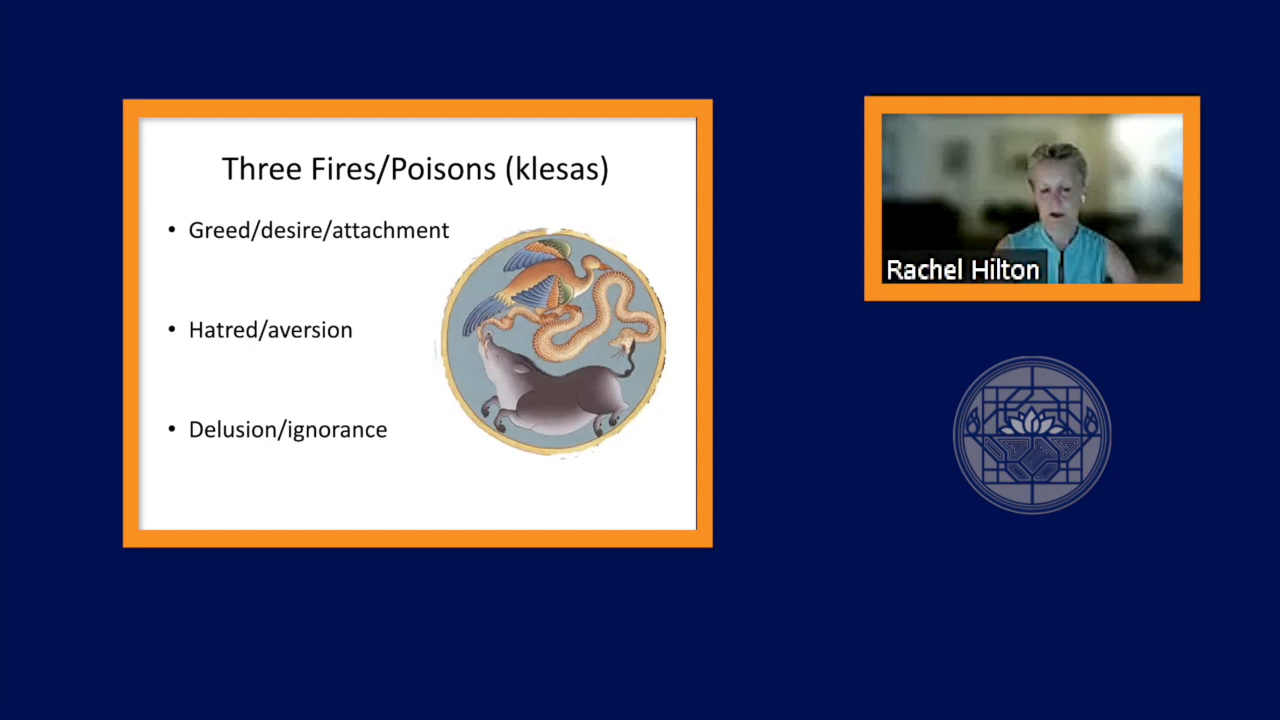 Three Fires/Poisons (klesas)
• Greed/desire/attachment
• Hatred/aversion
• Delusion/ignorance
Rachel Hilton